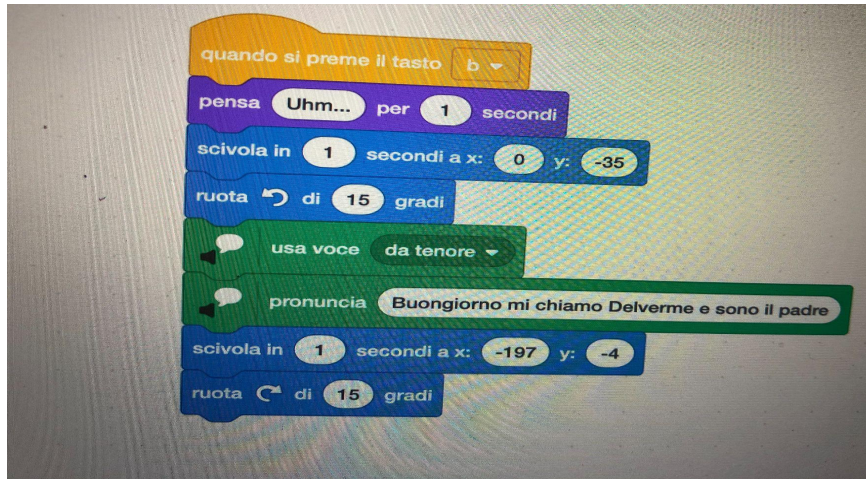 quando si preme il tasto b
pensa Uhm... per 1 secondi
scivola in 1 secondi a x: 0 y: -35
ruota di 15 gradi
usa voce da tenore
pronuncia Buongiorno mi chiamo Delverme e sono il padre
scivola in 1 secondi a x: -197 y: -4
ruota di 15 gradi